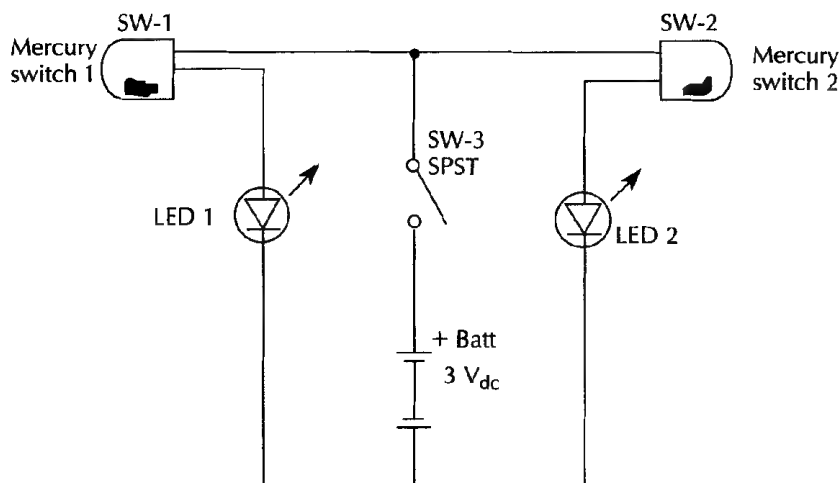 SW-1
Mercury
switch 1
SW-2
Mercury
switch 2
SW-3
SPST
LED 1
LED 2
+ Batt
3 Vdc